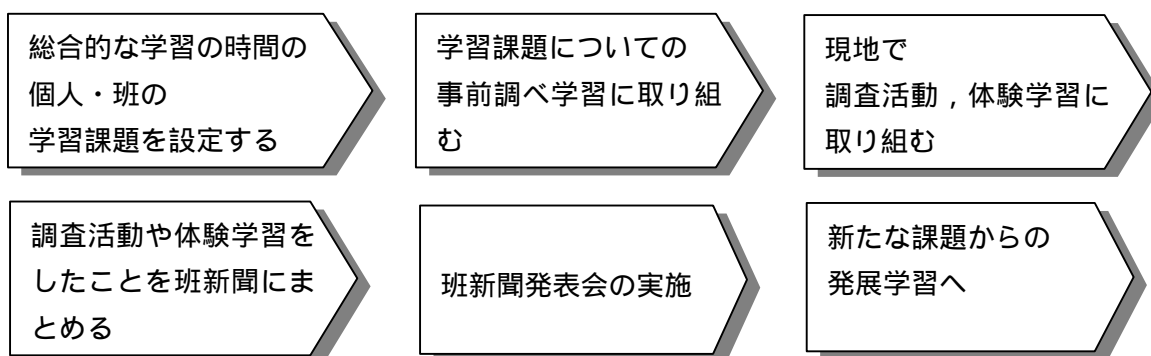 総合的な学習の時間の
個人・班の
学習課題を設定する
学習課題についての
事前調べ学習に取り組
む
現地で
調査活動，体験学習に
取り組む
調査活動や体験学習を
したことを班新聞にま
とめる
班新聞発表会の実施
新たな課題からの
発展学習へ